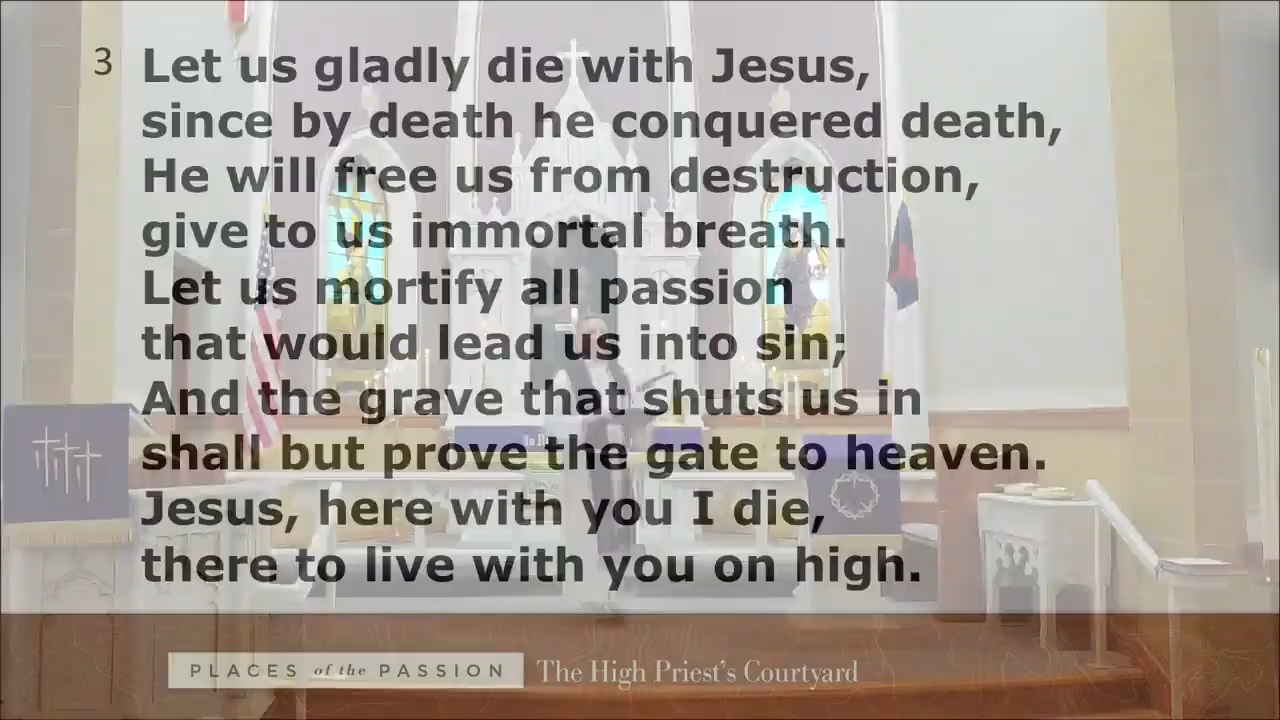 3 Let us gladly die with Jesus,
since by death he conquered death,
He will free us from destruction,
give to us immortal breath.
Let us mortify all passion
that would lead us into sin;
And the grave that shuts us in
shall but prove the gate to heaven.
Jesus, here with you I die,
there to live with you on high.
PLACES of the PASSION The High Priest's Courtyard